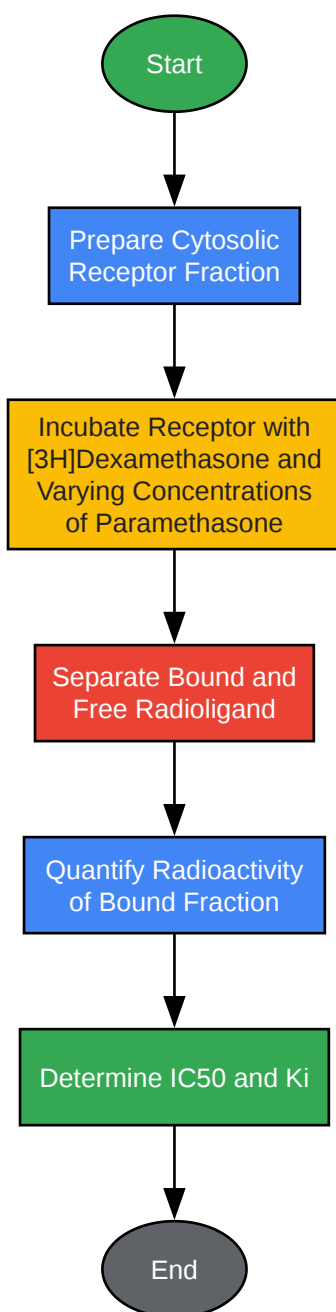 Start
Prepare Cytosolic
Receptor Fraction
Incubate Receptor with
[3H]Dexamethasone and
Varying Concentrations
of Paramethasone
Separate Bound and
Free Radioligand
Quantify Radioactivity
of Bound Fraction
Determine IC50 and Ki
End